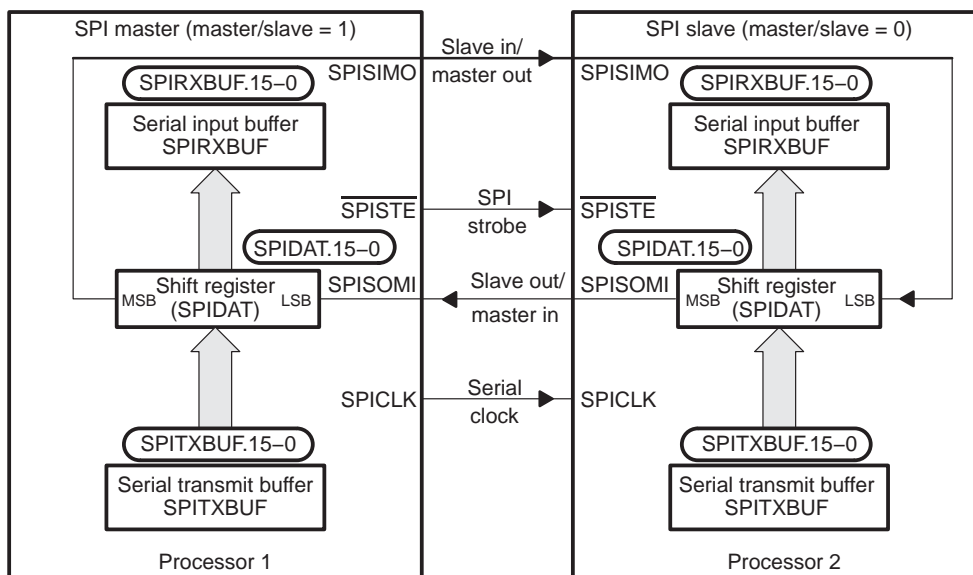 SPI master (master/slave = 1)
SPIRXBUF.15–0
Serial input buffer
SPIRXBUF
SPISIMO
SPISTE
SPIDAT.15–0
MSB
Shift register
(SPIDAT)
LSB
SPISOMI
SPICLK
SPITXBUF.15–0
Serial transmit buffer
SPITXBUF
Processor 1
Slave in/
master out
SPI
strobe
Slave out/
master in
Serial
clock
SPI slave (master/slave = 0)
SPISIMO
SPIRXBUF.15–0
Serial input buffer
SPIRXBUF
SPISTE
SPIDAT.15–0
SPISOMI
MSB
Shift register
(SPIDAT)
LSB
SPICLK
SPITXBUF.15–0
Serial transmit buffer
SPITXBUF
Processor 2